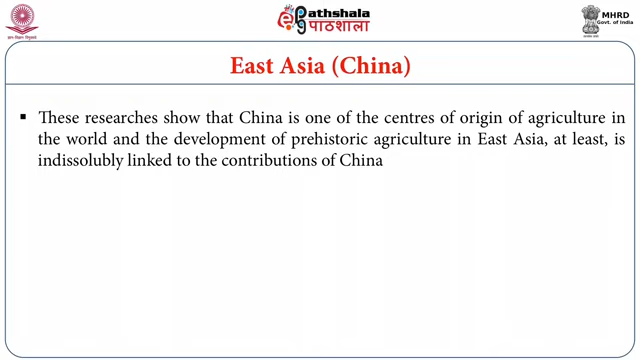 Pathshala
पाठशाला
MHRD
Govt. of India
East Asia (China)
▪ These researches show that China is one of the centres of origin of agriculture in
the world and the development of prehistoric agriculture in East Asia, at least, is
indissolubly linked to the contributions of China